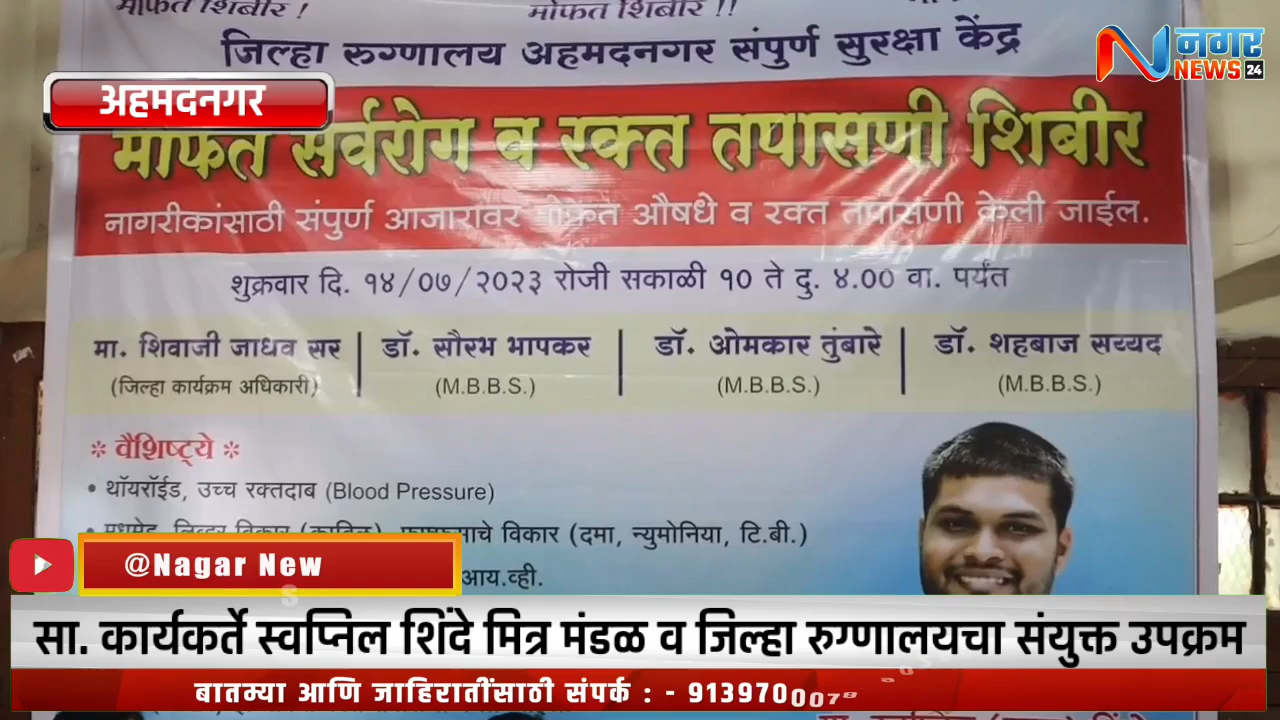 मोफत शिबीर ! मोफत शिबीर !!
नगर
NEWS 24
जिल्हा रुग्णालय अहमदनगर संपुर्ण सुरक्षा केंद्र
अहमदनगर
मोफत सर्वरोग व रक्त तपासणी शिबीर
नागरीकांसाठी संपुर्ण आजारावर मोफत औषधे व रक्त तपासणी केली जाईल.
शुक्रवार दि. १४/०७/२०२३ रोजी सकाळी १० ते दु. ४.०० वा. पर्यंत
मा. शिवाजी जाधव सर | डॉ. सौरभ भापकर | डॉ. ओमकार तुंबारे | डॉ. शहबाज सय्यद
(जिल्हा कार्यक्रम अधिकारी) (M.B.B.S.) (M.B.B.S.) (M.B.B.S.)
* वैशिष्ट्ये *
• थॉयरॉईड, उच्च रक्तदाब (Blood Pressure)
• मधुमेह, लिव्हर विकार (काविळ), फुफ्फुसाचे विकार (दमा, न्युमोनिया, टि.बी.)
आय.व्ही.
@Nagar New
s
सा. कार्यकर्ते स्वप्निल शिंदे मित्र मंडळ व जिल्हा रुग्णालयचा संयुक्त उपक्रम
बातम्या आणि जाहिरातींसाठी संपर्क : - 9139700078